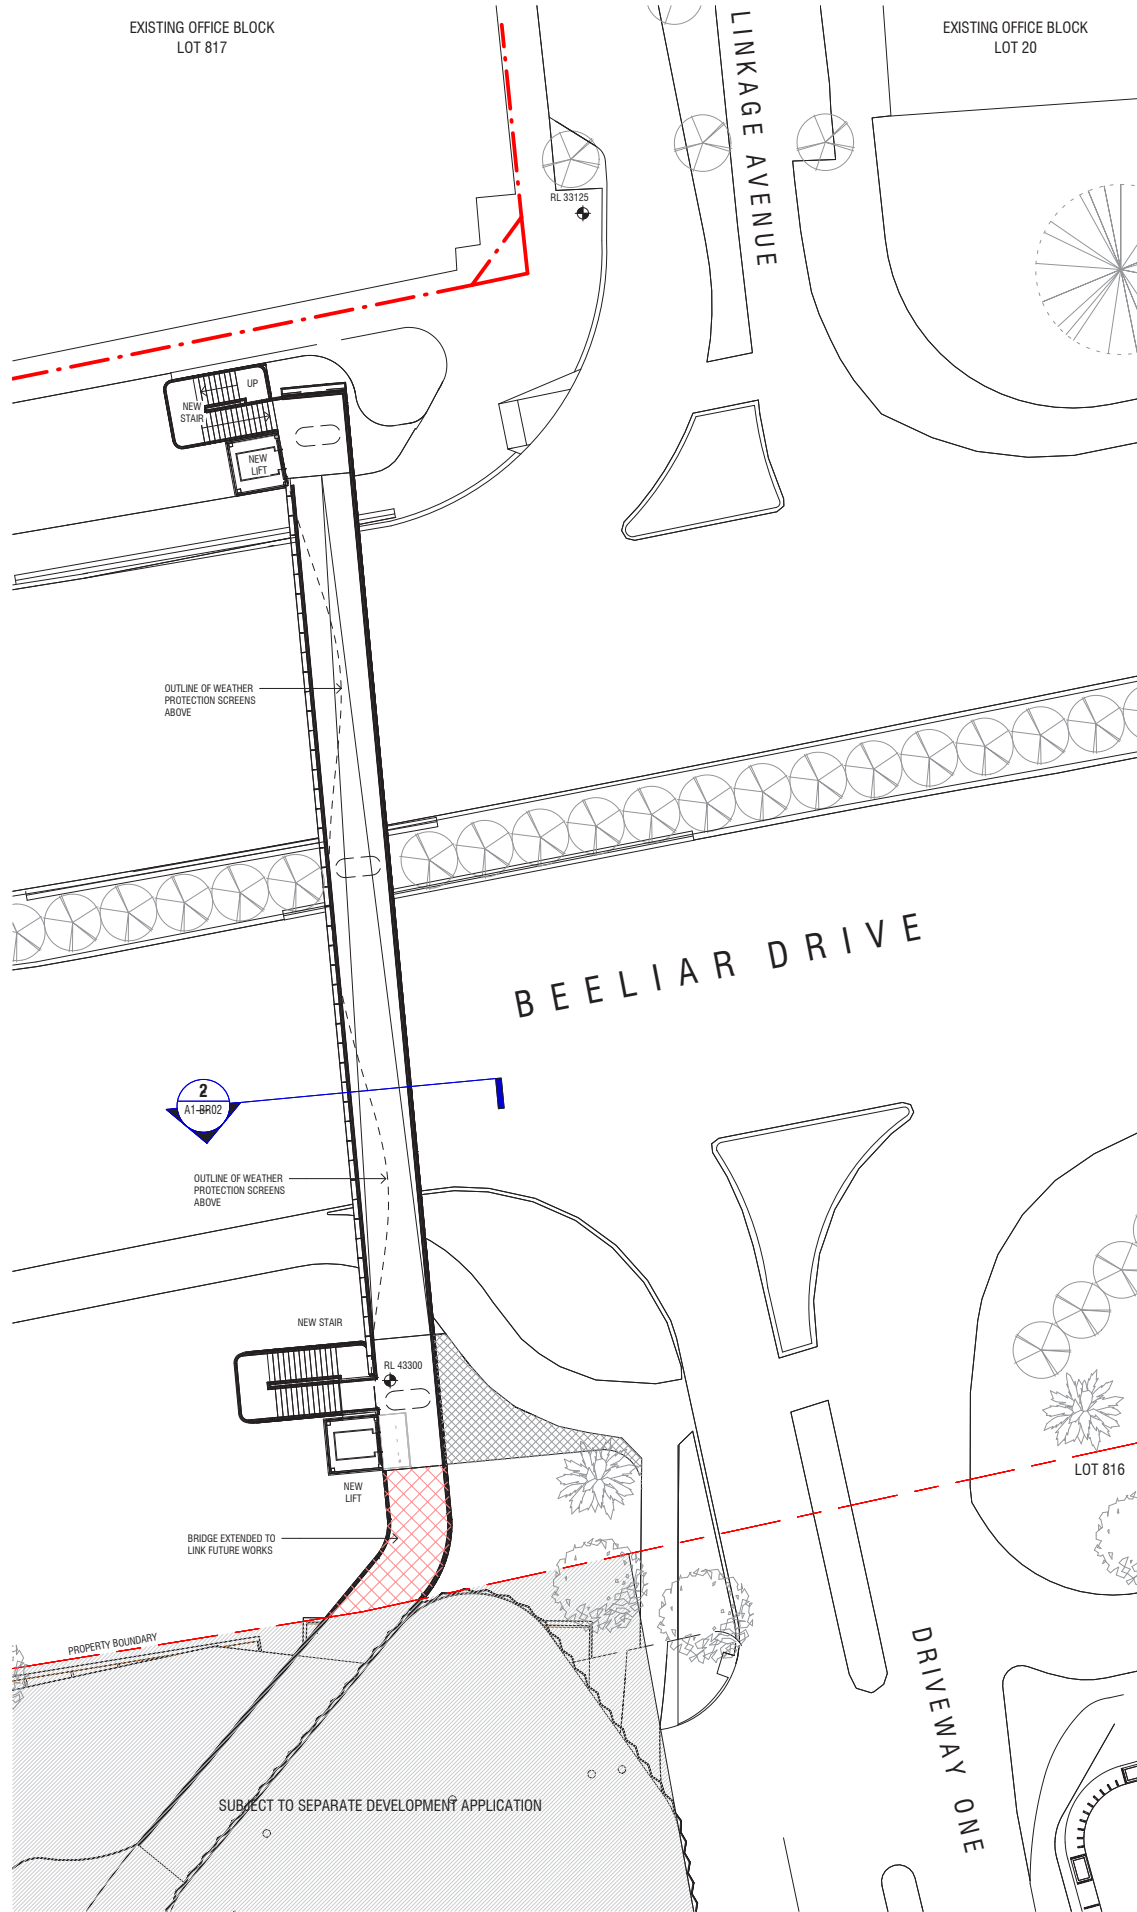 EXISTING OFFICE BLOCK
LOT 817
EXISTING OFFICE BLOCK
LOT 20
LINKAGE AVENUE
RL 33125
UP
NEW
STAIR
NEW
LIFT
OUTLINE OF WEATHER
PROTECTION SCREENS
ABOVE
BEELIAR DRIVE
2
A1-BR02
OUTLINE OF WEATHER
PROTECTION SCREENS
ABOVE
NEW STAIR
RL 43300
NEW
LIFT
LOT 816
BRIDGE EXTENDED TO
LINK FUTURE WORKS
PROPERTY BOUNDARY
DRIVEWAY ONE
SUBJECT TO SEPARATE DEVELOPMENT APPLICATION